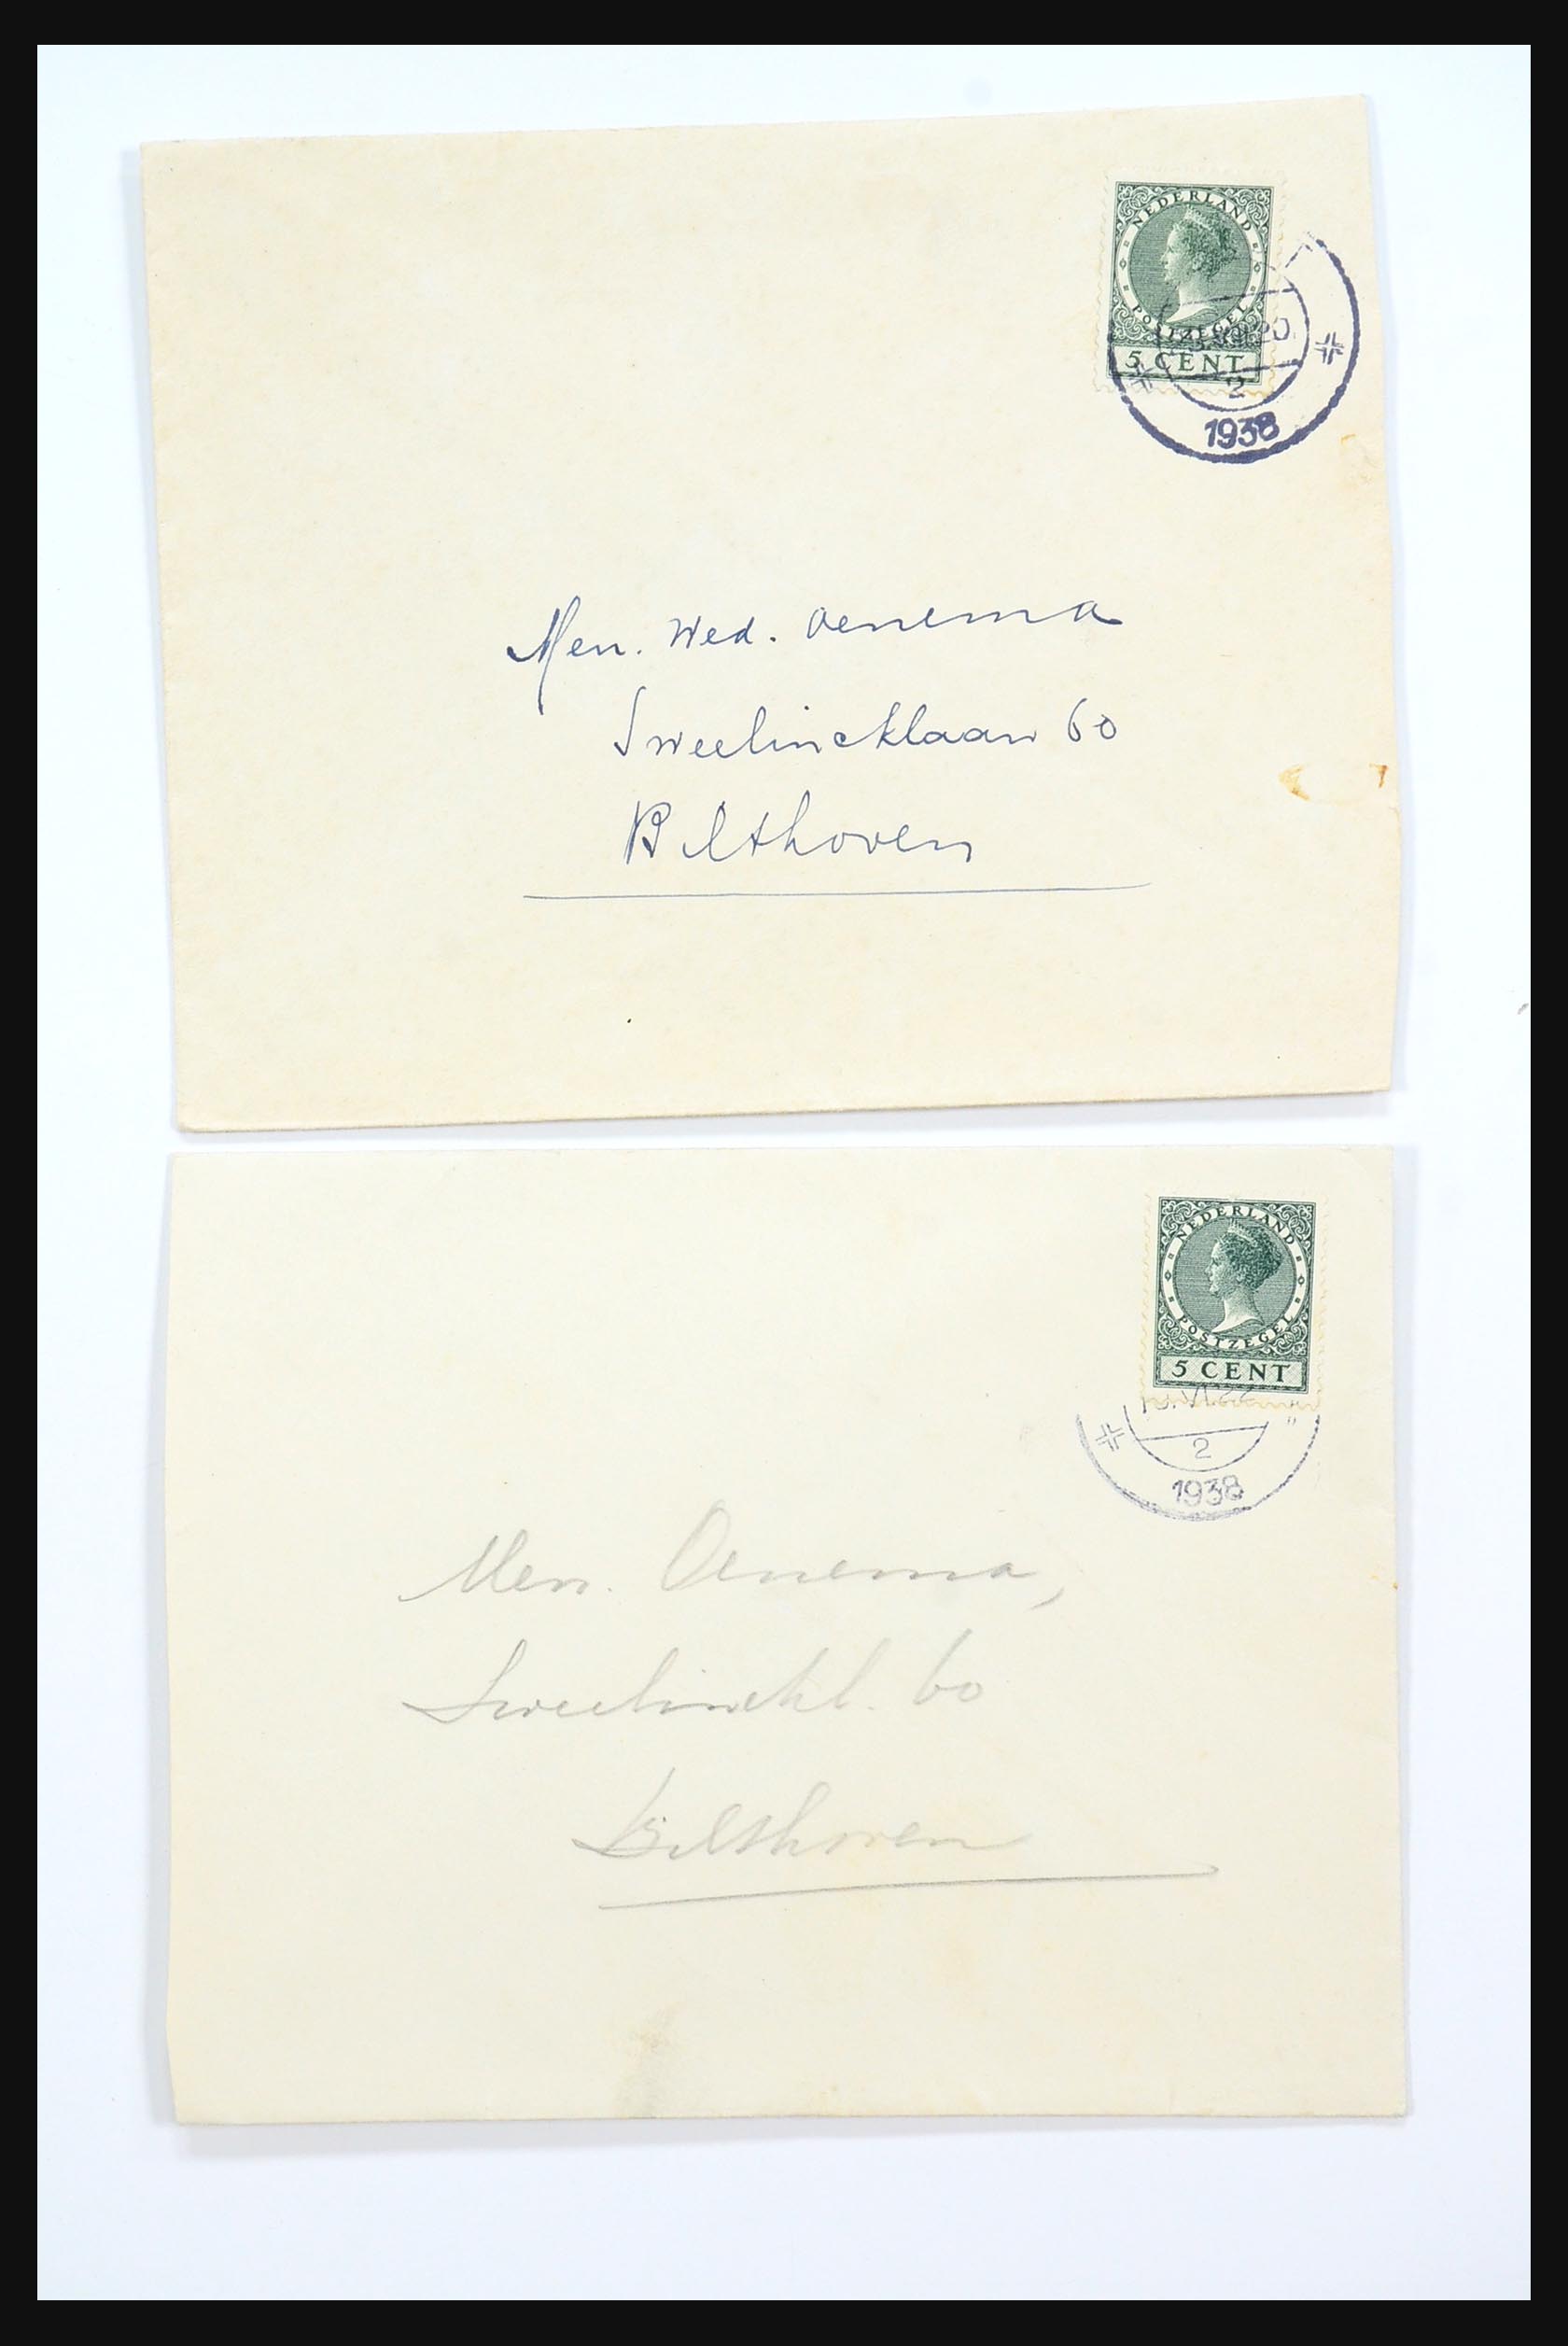 NEDERLAND
POSTZEGEL
5 CENT
2
1938
Mev. Wed. Oenema
Sweelincklaan 60
Bilthoven
NEDERLAND
POSTZEGEL
5 CENT
2
1938
Mev. Oenema,
Sweelinckl. 60
Bilthoven